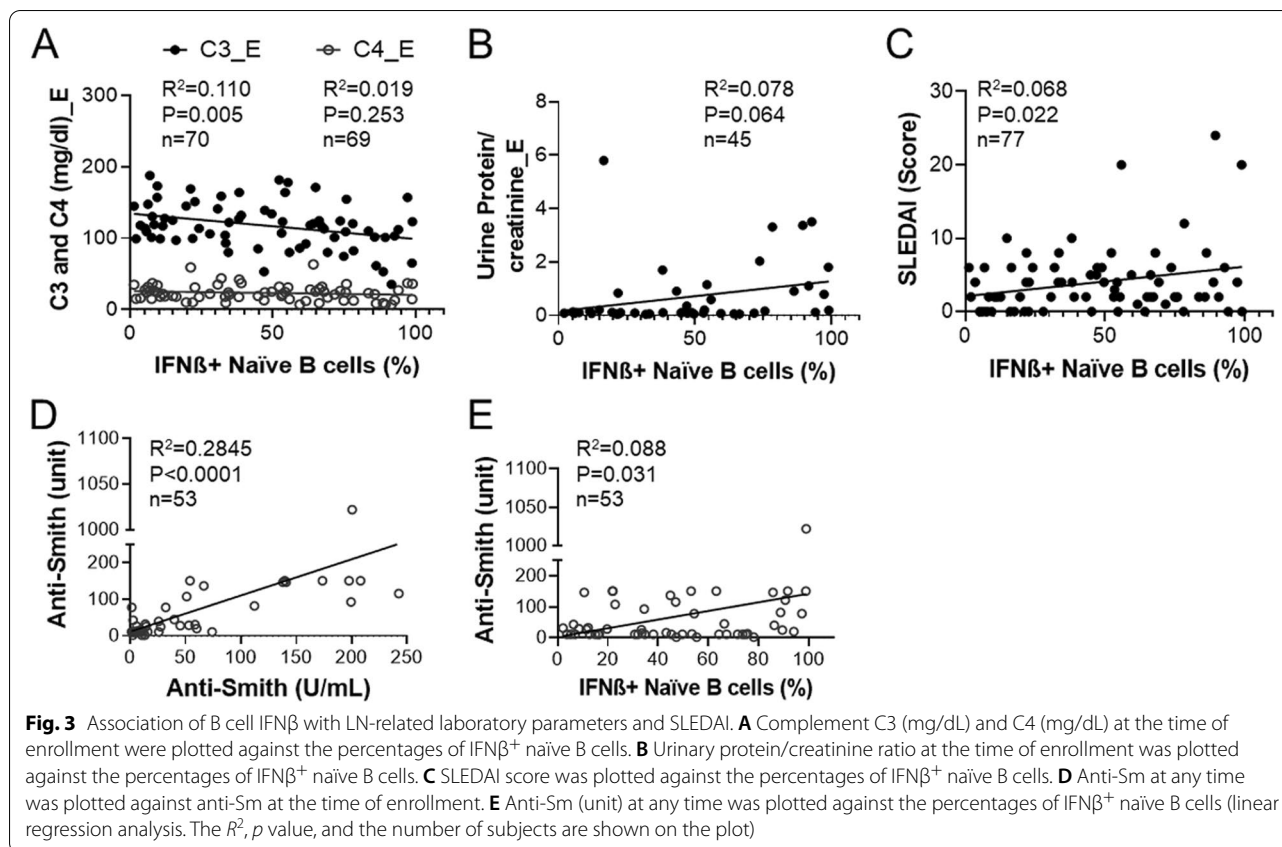 A
C3_E
C4_E
R²=0.110
P=0.005
n=70
R²=0.019
P=0.253
n=69
C3 and C4 (mg/dl)_E
300
200
100
0
0
50
100
IFNß+ Naïve B cells (%)
B
R²=0.078
P=0.064
n=45
Urine Protein/
creatinine_E
8
6
4
2
0
0
50
100
IFNß+ Naïve B cells (%)
C
R²=0.068
P=0.022
n=77
SLEDAI (Score)
30
20
10
0
0
50
100
IFNß+ Naïve B cells (%)
D
R²=0.2845
P<0.0001
n=53
Anti-Smith (unit)
1100
1050
1000
200
100
0
0
50
100
150
200
250
Anti-Smith (U/mL)
E
R²=0.088
P=0.031
n=53
Anti-Smith (unit)
1100
1050
1000
200
100
0
0
20
40
60
80
100
IFNß+ Naïve B cells (%)
Fig. 3 Association of B cell IFNβ with LN-related laboratory parameters and SLEDAI. A Complement C3 (mg/dL) and C4 (mg/dL) at the time of
enrollment were plotted against the percentages of IFNβ⁺ naïve B cells. B Urinary protein/creatinine ratio at the time of enrollment was plotted
against the percentages of IFNβ⁺ naïve B cells. C SLEDAI score was plotted against the percentages of IFNβ⁺ naïve B cells. D Anti-Sm at any time
was plotted against anti-Sm at the time of enrollment. E Anti-Sm (unit) at any time was plotted against the percentages of IFNβ⁺ naïve B cells (linear
regression analysis. The R², p value, and the number of subjects are shown on the plot)